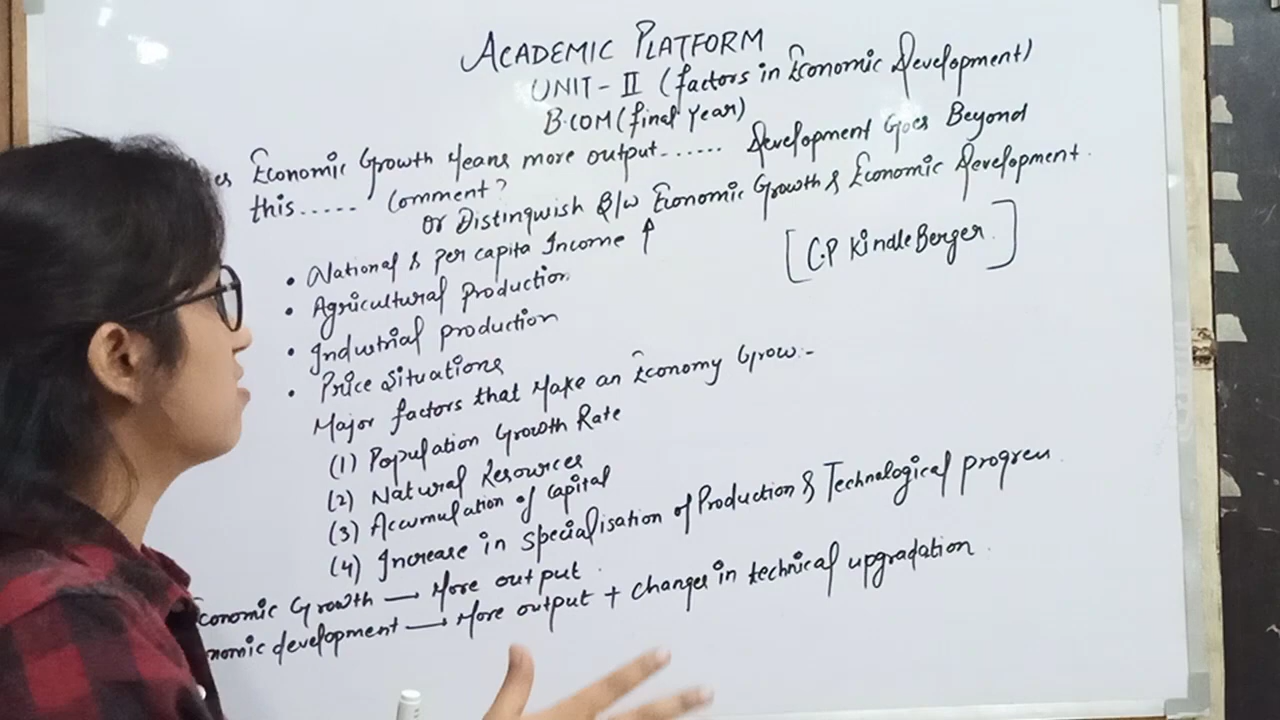 ACADEMIC PLATFORM
UNIT - II (factors in Economic Development)
B.COM (final Year)
Economic Growth Means more output...... Development Goes Beyond
this..... Comment?
Or Distinguish B/w Economic Growth & Economic Development.
• National & Per capita Income ↑
[C.P KindleBerger.]
• Agricultural Production.
• Industrial production
• Price Situations
Major factors that Make an Economy Grow:-
(1) Population Growth Rate
(2) Natural Resources
(3) Accumulation of Capital
(4) Increase in Specialisation of Production & Technological progress
conomic Growth — More output.
nomic development — More output + changes in technical upgradation.